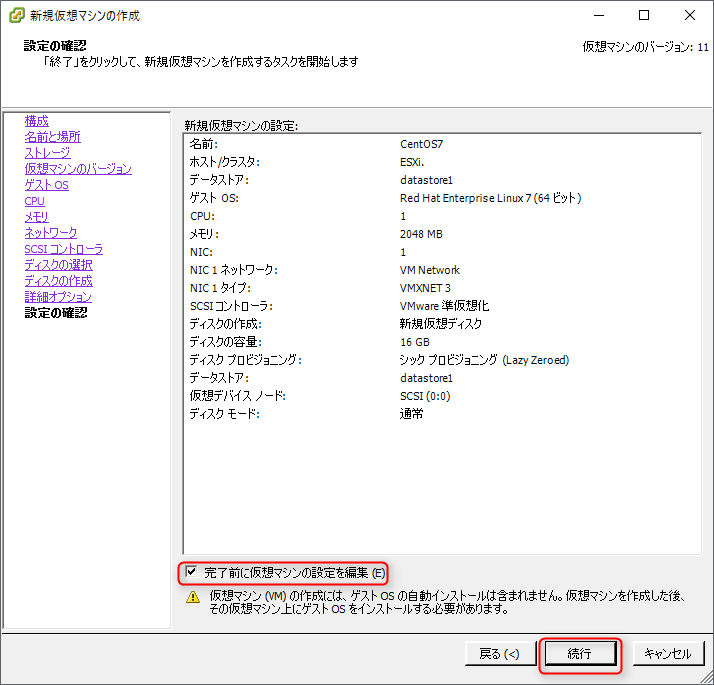 新規仮想マシンの作成
設定の確認
「終了」をクリックして、新規仮想マシンを作成するタスクを開始します
仮想マシンのバージョン: 11
構成
名前と場所
ストレージ
仮想マシンのバージョン
ゲスト OS
CPU
メモリ
ネットワーク
SCSI コントローラ
ディスクの選択
ディスクの作成
詳細オプション
設定の確認
新規仮想マシンの設定:
名前: CentOS7
ホスト/クラスタ: ESXi.
データストア: datastore1
ゲスト OS: Red Hat Enterprise Linux 7 (64 ビット)
CPU: 1
メモリ: 2048 MB
NIC: 1
NIC 1 ネットワーク: VM Network
NIC 1 タイプ: VMXNET 3
SCSI コントローラ: VMware 準仮想化
ディスクの作成: 新規仮想ディスク
ディスクの容量: 16 GB
ディスク プロビジョニング: シック プロビジョニング (Lazy Zeroed)
データストア: datastore1
仮想デバイス ノード: SCSI (0:0)
ディスク モード: 通常
完了前に仮想マシンの設定を編集 (E)
仮想マシン (VM) の作成には、ゲスト OS の自動インストールは含まれません。仮想マシンを作成した後、
その仮想マシン上にゲスト OS をインストールする必要があります。
戻る (<) 続行 キャンセル